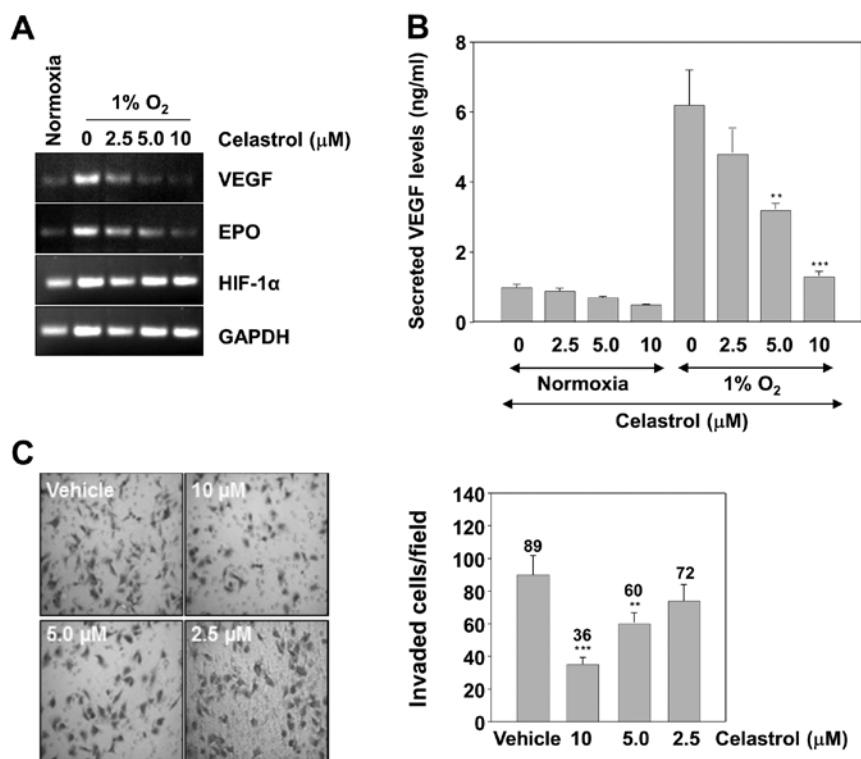 A
Normoxia
1% O2
0 2.5 5.0 10 Celastrol (μM)
VEGF
EPO
HIF-1α
GAPDH
B
Secreted VEGF levels (ng/ml)
8
6
4
2
0
**
***
0 2.5 5.0 10 0 2.5 5.0 10
Normoxia 1% O2
Celastrol (μM)
C
Vehicle 10 μM
5.0 μM 2.5 μM
Invaded cells/field
140
120
100
80
60
40
20
0
89
36
***
60
**
72
Vehicle 10 5.0 2.5 Celastrol (μM)